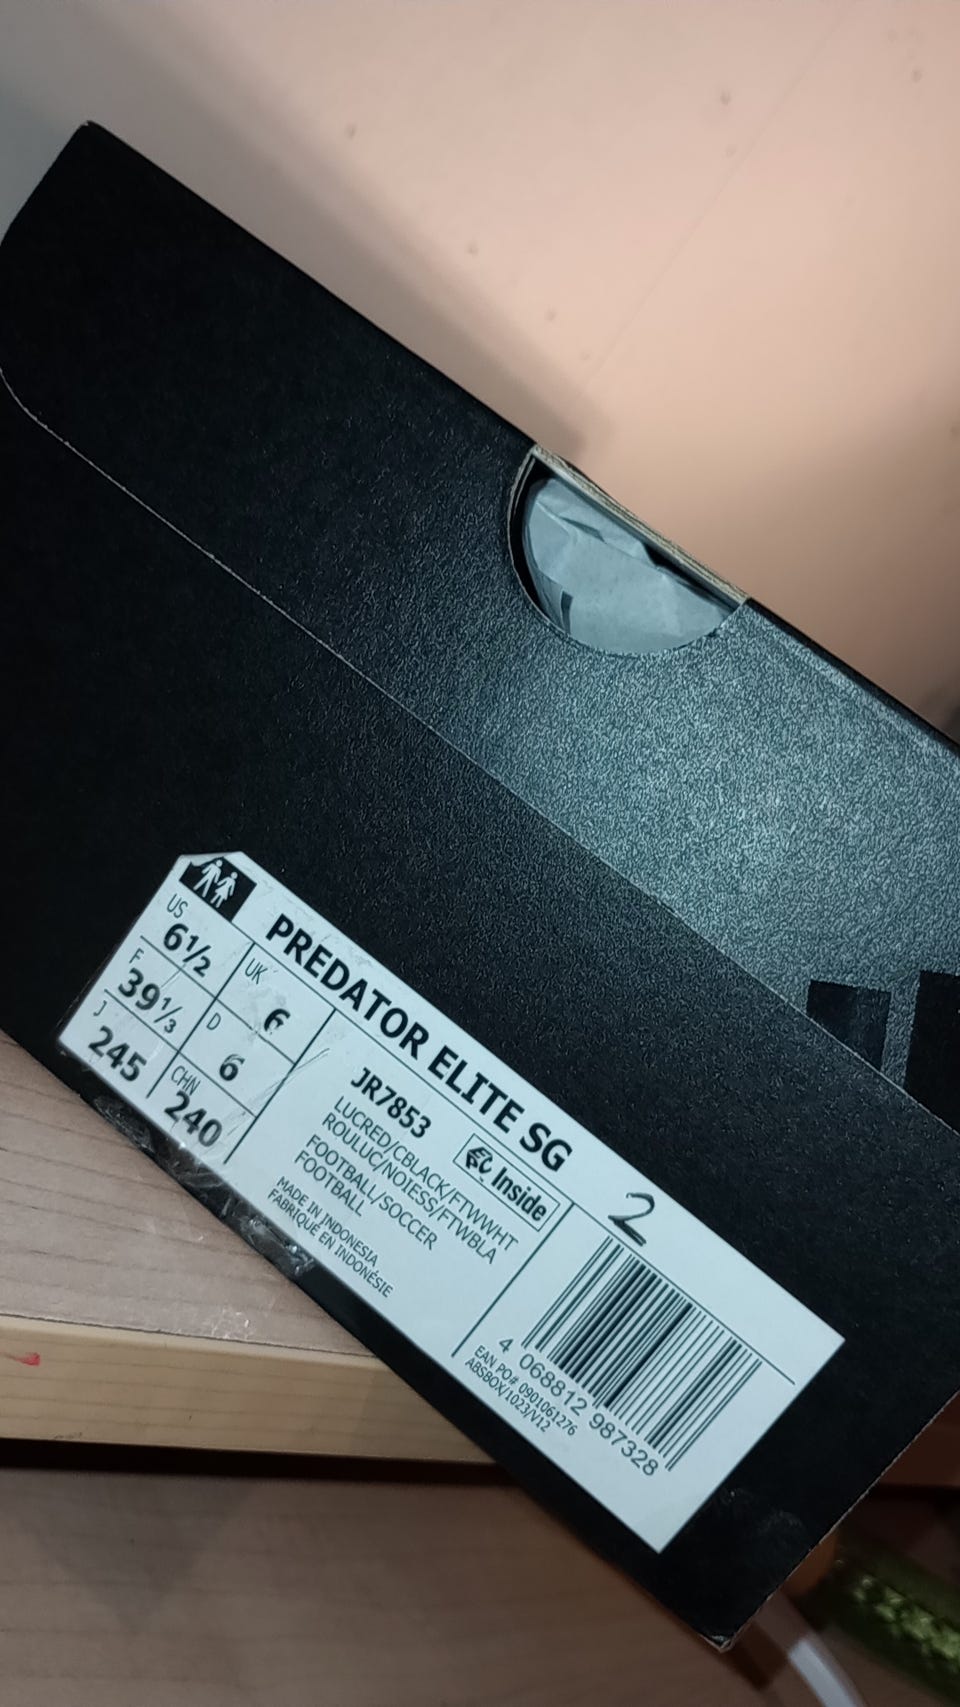 PREDATOR ELITE SG
US
6½
UK
6
F
39⅓
D
6
J
245
CHN
240
JR7853
Inside
LUCRED/CBLACK/FTWWHT
ROULUC/NOIESS/FTWBLA
FOOTBALL/SOCCER
FOOTBALL
MADE IN INDONESIA
FABRIQUÉ EN INDONÉSIE
2
4 068812 987328
EAN PO# 0901061276
ABSBOX/1023/V12